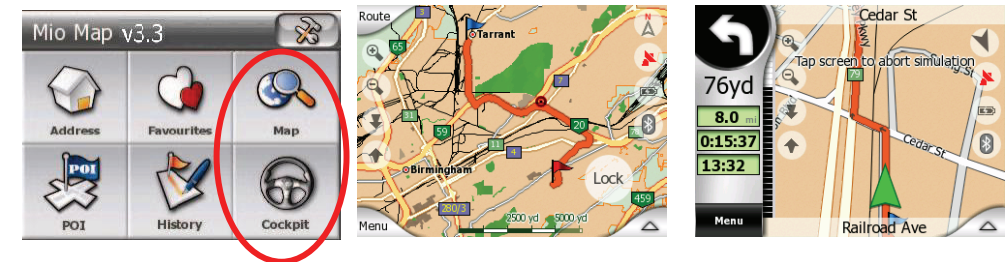 Mio Map v3.3
Address
Favourites
Map
POI
POI
History
Cockpit
Route
3
Tarrant
65
7
31
59
20
11
4
Birmingham
Lock
280/3
459
2500 yd
5000 yd
Menu
Cedar St
N
Tap screen to abort simulation
76yd
79
8.0 mi
0:15:37
13:32
Cedar St
Menu
Railroad Ave